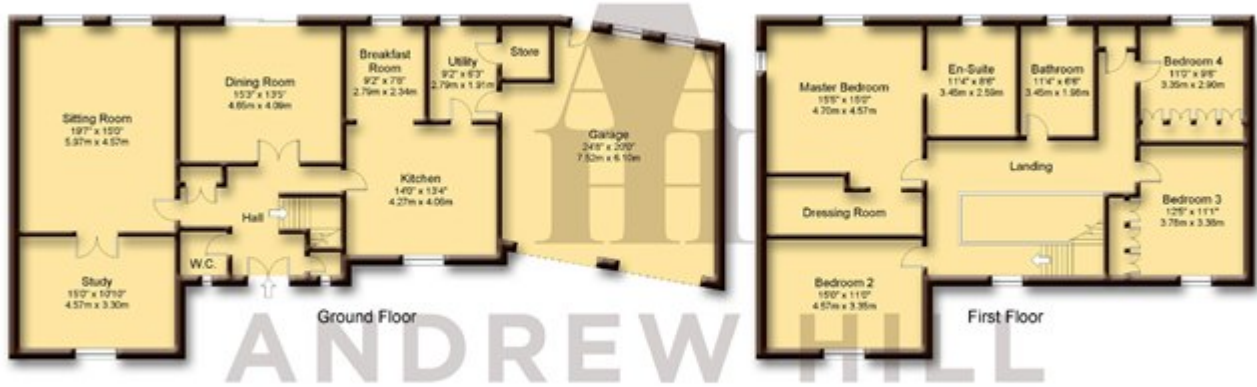 Sitting Room
19'7" x 15'0"
5.97m x 4.57m
Dining Room
15'3" x 13'5"
4.65m x 4.09m
Breakfast
Room
9'2" x 7'8"
2.79m x 2.34m
Utility
9'2" x 6'3"
2.79m x 1.91m
Store
Garage
24'8" x 20'0"
7.52m x 6.10m
Kitchen
14'0" x 13'4"
4.27m x 4.06m
Hall
W.C.
Study
15'0" x 10'10"
4.57m x 3.30m
Ground Floor
Master Bedroom
15'5" x 15'0"
4.70m x 4.57m
En-Suite
11'4" x 8'6"
3.45m x 2.59m
Bathroom
11'4" x 6'6"
3.45m x 1.98m
Bedroom 4
11'0" x 9'6"
3.35m x 2.90m
Landing
Dressing Room
Bedroom 3
12'5" x 11'1"
3.78m x 3.38m
Bedroom 2
15'0" x 11'0"
4.57m x 3.35m
First Floor
ANDREW HILL